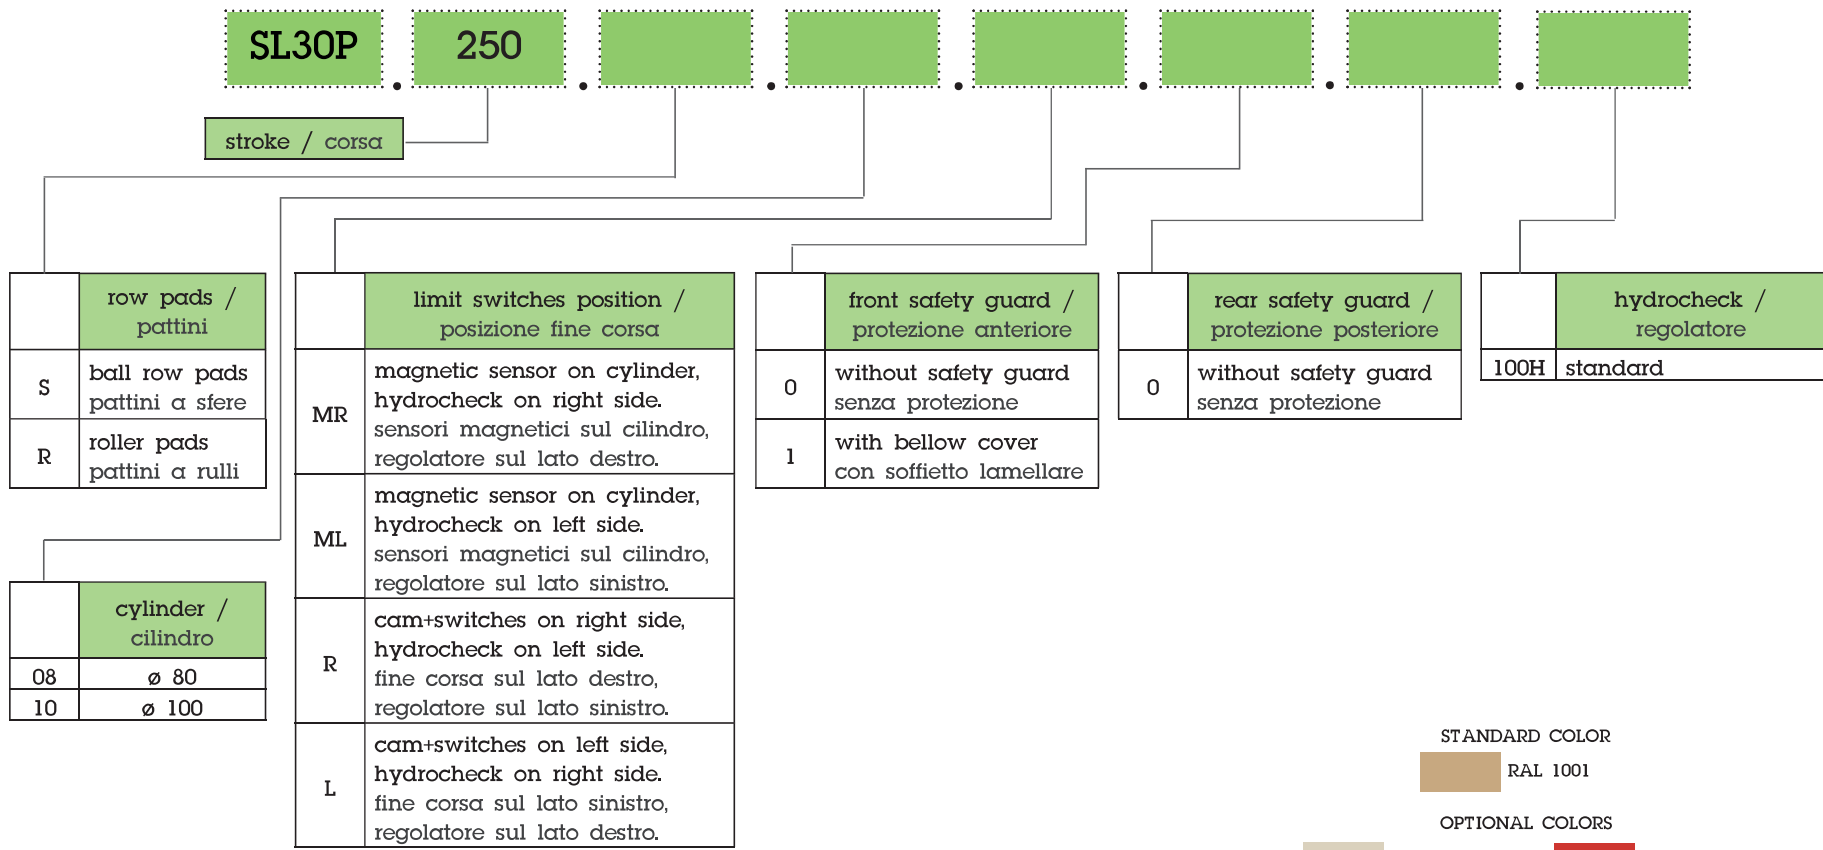 SL30P . 250 . . . . . .
stroke / corsa
row pads /
pattini
S
ball row pads
pattini a sfere
R
roller pads
pattini a rulli
cylinder /
cilindro
08 ø 80
10 ø 100
limit switches position /
posizione fine corsa
MR
magnetic sensor on cylinder,
hydrocheck on right side.
sensori magnetici sul cilindro,
regolatore sul lato destro.
ML
magnetic sensor on cylinder,
hydrocheck on left side.
sensori magnetici sul cilindro,
regolatore sul lato sinistro.
R
cam+switches on right side,
hydrocheck on left side.
fine corsa sul lato destro,
regolatore sul lato sinistro.
L
cam+switches on left side,
hydrocheck on right side.
fine corsa sul lato sinistro,
regolatore sul lato destro.
front safety guard /
protezione anteriore
0
without safety guard
senza protezione
1
with bellow cover
con soffietto lamellare
rear safety guard /
protezione posteriore
0
without safety guard
senza protezione
hydrocheck /
regolatore
100H standard
STANDARD COLOR
RAL 1001
OPTIONAL COLORS